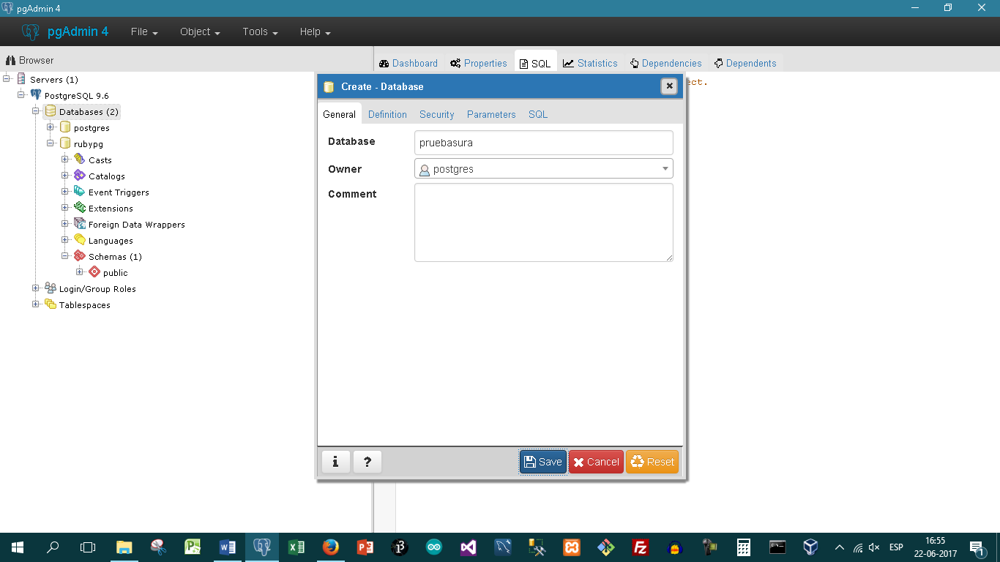 pgAdmin 4
pgAdmin 4 File Object Tools Help
Browser
Dashboard Properties SQL Statistics Dependencies Dependents
Servers (1)
PostgreSQL 9.6
Databases (2)
postgres
rubypg
Casts
Catalogs
Event Triggers
Extensions
Foreign Data Wrappers
Languages
Schemas (1)
public
Login/Group Roles
Tablespaces
ect.
Create - Database
General Definition Security Parameters SQL
Database pruebasura
Owner postgres
Comment
i ? Save Cancel Reset
ESP 16:55
22-06-2017 1